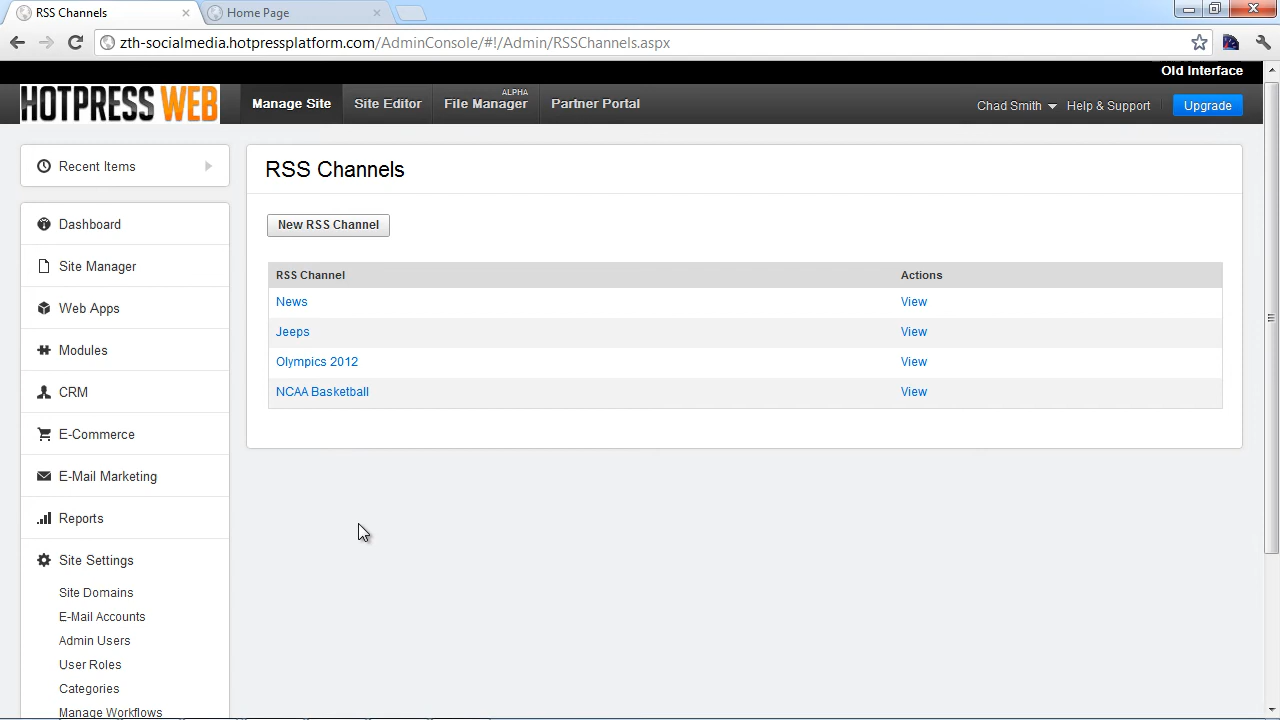 RSS Channels
Home Page
zth-socialmedia.hotpressplatform.com/AdminConsole/#!/Admin/RSSChannels.aspx
Old Interface
HOTPRESS WEB
Manage Site
Site Editor
ALPHA
File Manager
Partner Portal
Chad Smith
Help & Support
Upgrade
Recent Items
Dashboard
Site Manager
Web Apps
Modules
CRM
E-Commerce
E-Mail Marketing
Reports
Site Settings
Site Domains
E-Mail Accounts
Admin Users
User Roles
Categories
Manage Workflows
RSS Channels
New RSS Channel
RSS Channel Actions
News View
Jeeps View
Olympics 2012 View
NCAA Basketball View